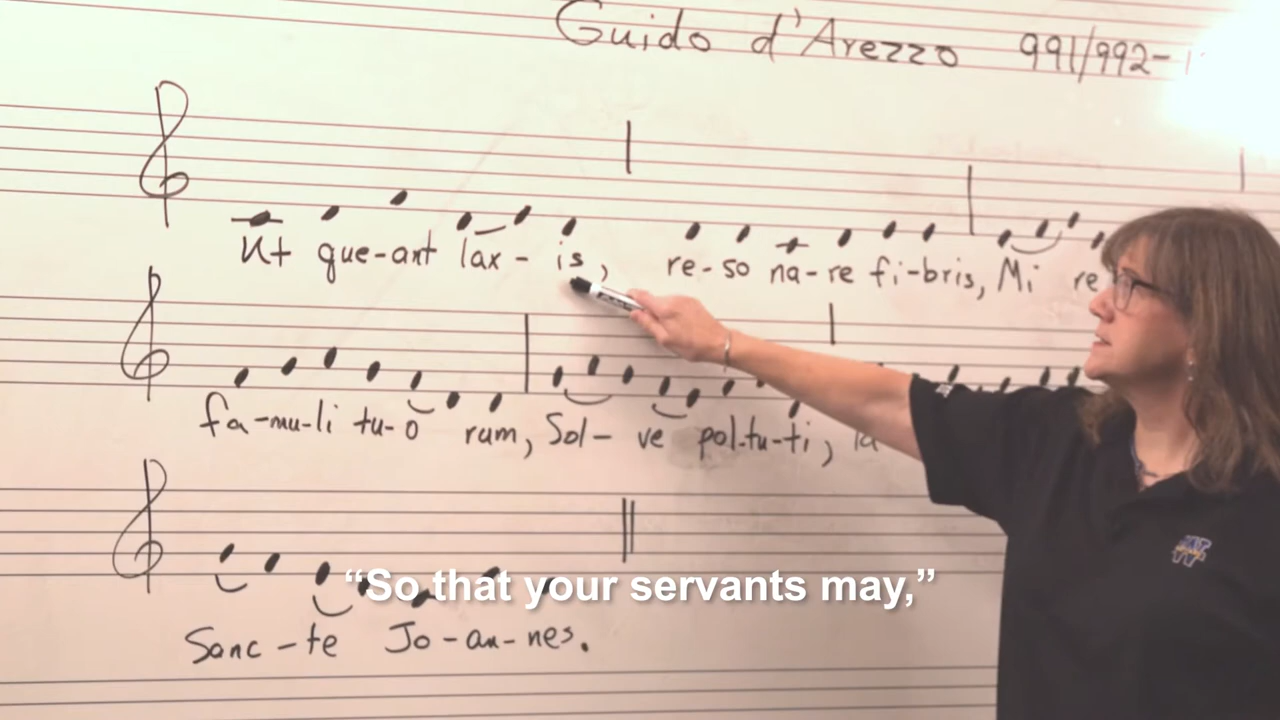 Guido d'Arezzo 991/992-
Ut que-ant lax- is, re-so na-re fi-bris, Mi re
fa-mu-li tu-o rum, Sol- ve pol-tu-ti, la
"So that your servants may,"
Sanc-te Jo-an-nes.